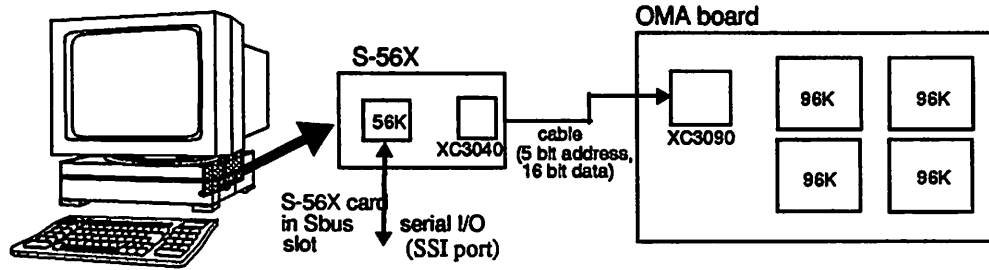 OMA board
S-56X
56K
XC3040
cable
(5 bit address,
16 bit data)
XC3090
96K
96K
96K
96K
S-56X card
in Sbus
slot
serial I/O
(SSI port)